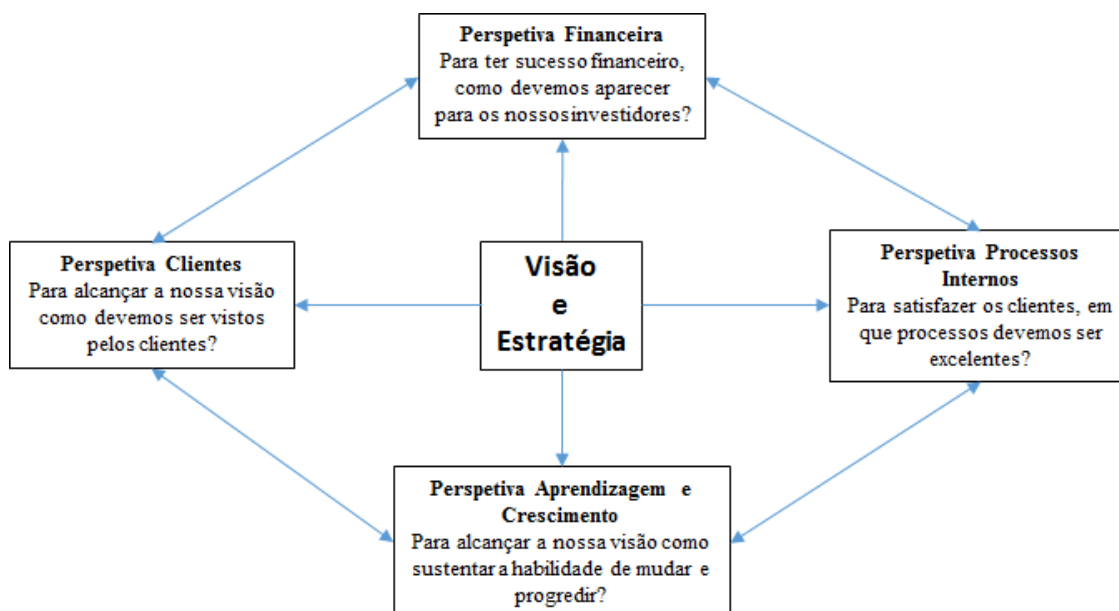 Perspetiva Financeira
Para ter sucesso financeiro,
como devemos aparecer
para os nossos investidores?
Perspetiva Clientes
Para alcançar a nossa visão
como devemos ser vistos
pelos clientes?
Visão
e
Estratégia
Perspetiva Processos
Internos
Para satisfazer os clientes, em
que processos devemos ser
excelentes?
Perspetiva Aprendizagem e
Crescimento
Para alcançar a nossa visão como
sustentar a habilidade de mudar e
progredir?